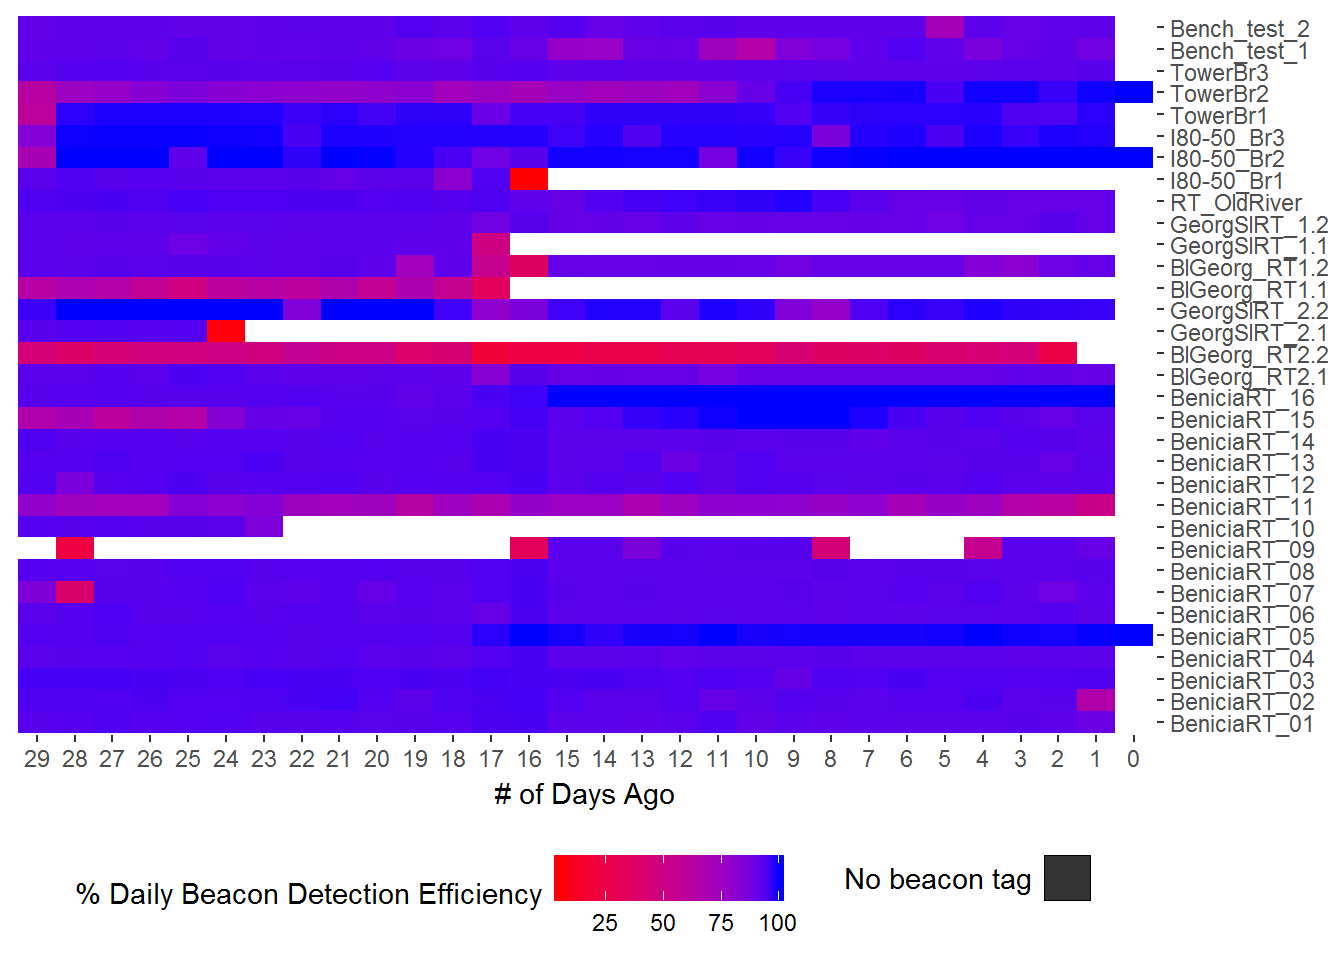 Bench_test_2
Bench_test_1
TowerBr3
TowerBr2
TowerBr1
I80-50_Br3
I80-50_Br2
I80-50_Br1
RT_OldRiver
GeorgSlRT_1.2
GeorgSlRT_1.1
BlGeorg_RT1.2
BlGeorg_RT1.1
GeorgSlRT_2.2
GeorgSlRT_2.1
BlGeorg_RT2.2
BlGeorg_RT2.1
BeniciaRT_16
BeniciaRT_15
BeniciaRT_14
BeniciaRT_13
BeniciaRT_12
BeniciaRT_11
BeniciaRT_10
BeniciaRT_09
BeniciaRT_08
BeniciaRT_07
BeniciaRT_06
BeniciaRT_05
BeniciaRT_04
BeniciaRT_03
BeniciaRT_02
BeniciaRT_01
29 28 27 26 25 24 23 22 21 20 19 18 17 16 15 14 13 12 11 10 9 8 7 6 5 4 3 2 1 0
# of Days Ago
% Daily Beacon Detection Efficiency
25 50 75 100
No beacon tag